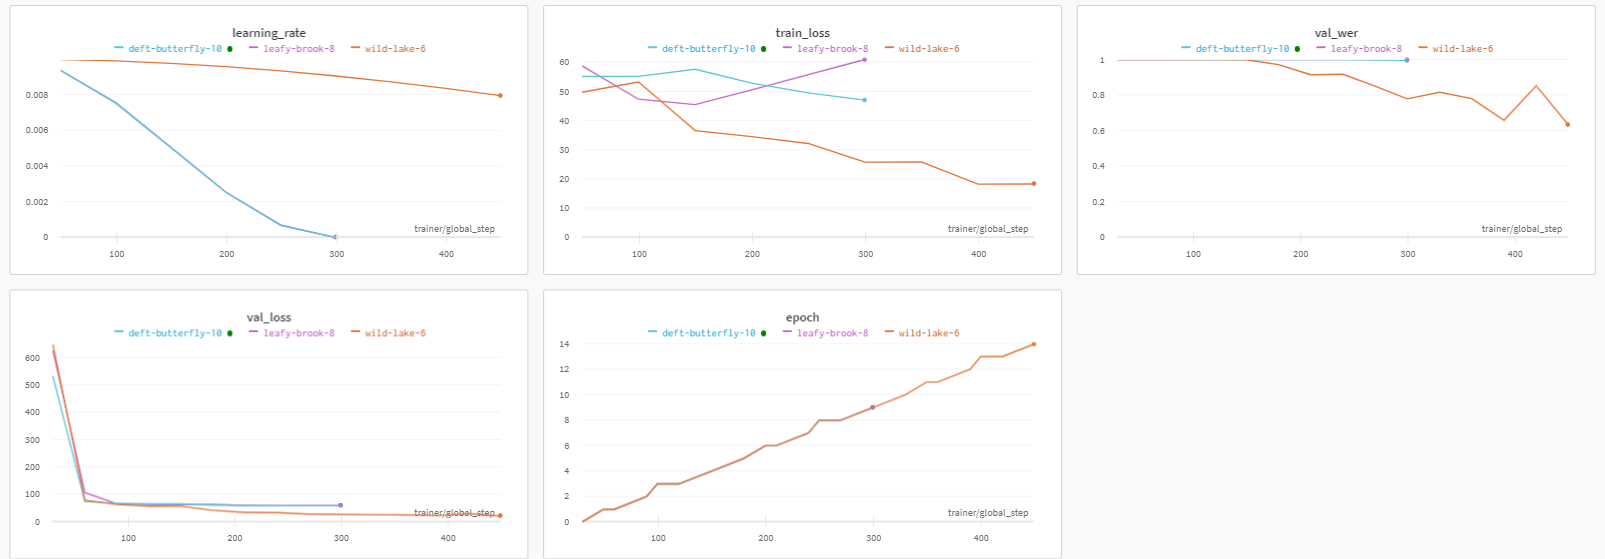 learning_rate
deft-butterfly-10 leafy-brook-8 wild-lake-6
0.008
0.006
0.004
0.002
0
trainer/global_step
100 200 300 400
train_loss
deft-butterfly-10 leafy-brook-8 wild-lake-6
60
50
40
30
20
10
0
trainer/global_step
100 200 300 400
val_wer
deft-butterfly-10 leafy-brook-8 wild-lake-6
1
0.8
0.6
0.4
0.2
0
trainer/global_step
100 200 300 400
val_loss
deft-butterfly-10 leafy-brook-8 wild-lake-6
600
500
400
300
200
100
0
trainer/global_step
100 200 300 400
epoch
deft-butterfly-10 leafy-brook-8 wild-lake-6
14
12
10
8
6
4
2
0
trainer/global_step
100 200 300 400